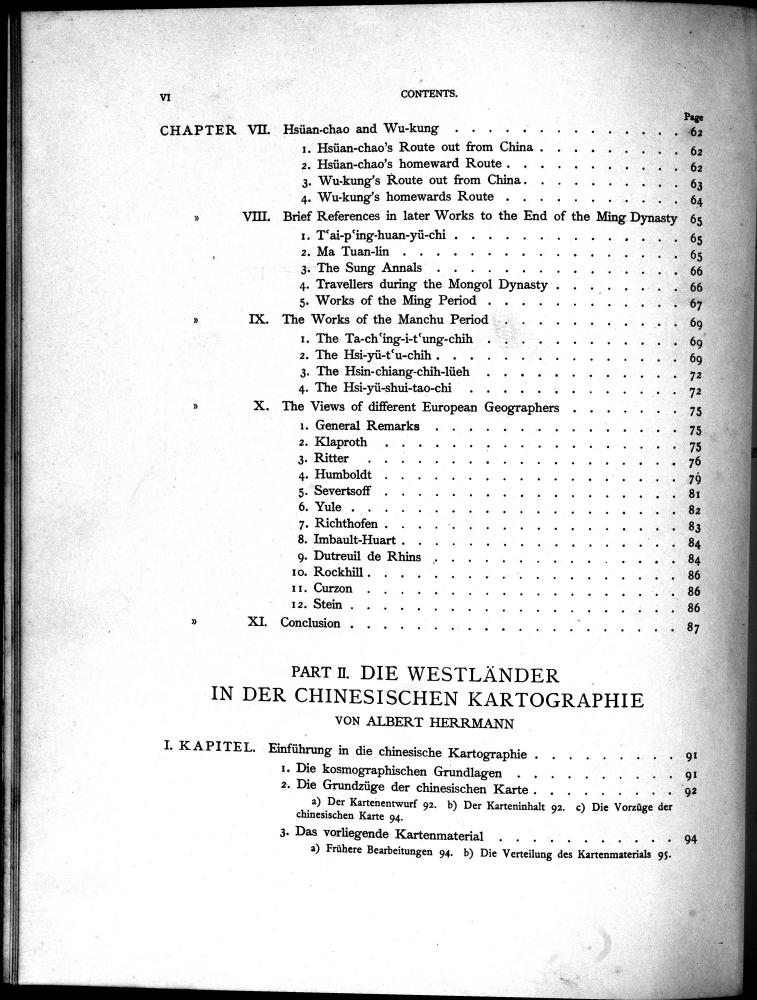 VI
CONTENTS.
Page
CHAPTER VII. Hsüan-chao and Wu-kung . . . . . . . . . . . . . . 62
1. Hsüan-chao's Route out from China . . . . . . . . . 62
2. Hsüan-chao's homeward Route . . . . . . . . . . . 62
3. Wu-kung's Route out from China . . . . . . . . . . 63
4. Wu-kung's homewards Route . . . . . . . . . . . 64
» VIII. Brief References in later Works to the End of the Ming Dynasty 65
1. Tʻai-pʻing-huan-yü-chi . . . . . . . . . . . . . . 65
2. Ma Tuan-lin . . . . . . . . . . . . . . . . . 65
3. The Sung Annals . . . . . . . . . . . . . . . 66
4. Travellers during the Mongol Dynasty . . . . . . . . 66
5. Works of the Ming Period . . . . . . . . . . . . 67
» IX. The Works of the Manchu Period . . . . . . . . . . . 69
1. The Ta-chʻing-i-tʻung-chih . . . . . . . . . . . . 69
2. The Hsi-yü-tʻu-chih . . . . . . . . . . . . . . . 69
3. The Hsin-chiang-chih-lüeh . . . . . . . . . . . . 72
4. The Hsi-yü-shui-tao-chi . . . . . . . . . . . . . 72
» X. The Views of different European Geographers . . . . . . . 75
1. General Remarks . . . . . . . . . . . . . . . 75
2. Klaproth . . . . . . . . . . . . . . . . . . 75
3. Ritter . . . . . . . . . . . . . . . . . . . 76
4. Humboldt . . . . . . . . . . . . . . . . . . 79
5. Severtsoff . . . . . . . . . . . . . . . . . . 81
6. Yule . . . . . . . . . . . . . . . . . . . . 82
7. Richthofen . . . . . . . . . . . . . . . . . . 83
8. Imbault-Huart . . . . . . . . . . . . . . . . . 84
9. Dutreuil de Rhins . . . . . . . . . . . . . . . 84
10. Rockhill . . . . . . . . . . . . . . . . . . . 86
11. Curzon . . . . . . . . . . . . . . . . . . . 86
12. Stein . . . . . . . . . . . . . . . . . . . . 86
» XI. Conclusion . . . . . . . . . . . . . . . . . . . . 87
PART II. DIE WESTLÄNDER
IN DER CHINESISCHEN KARTOGRAPHIE
VON ALBERT HERRMANN
I. KAPITEL. Einführung in die chinesische Kartographie . . . . . . . . . 91
1. Die kosmographischen Grundlagen . . . . . . . . . . 91
2. Die Grundzüge der chinesischen Karte . . . . . . . . . 92
a) Der Kartenentwurf 92. b) Der Karteninhalt 92. c) Die Vorzüge der
chinesischen Karte 94.
3. Das vorliegende Kartenmaterial . . . . . . . . . . . 94
a) Frühere Bearbeitungen 94. b) Die Verteilung des Kartenmaterials 95.